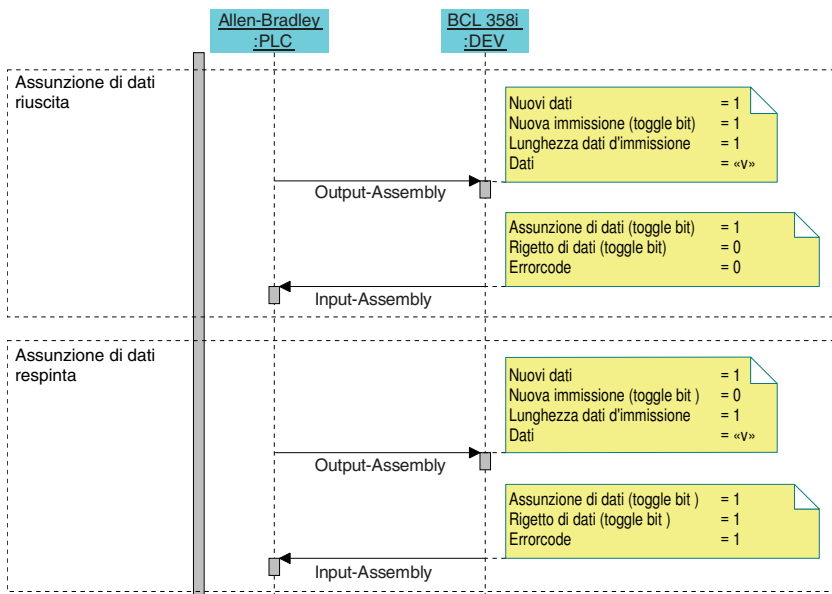 Allen-Bradley
:PLC
BCL 358i
:DEV
Assunzione di dati
riuscita
Nuovi dati = 1
Nuova immissione (toggle bit) = 1
Lunghezza dati d'immissione = 1
Dati = «v»
Output-Assembly
Assunzione di dati (toggle bit) = 1
Rigetto di dati (toggle bit) = 0
Errorcode = 0
Input-Assembly
Assunzione di dati
respinta
Nuovi dati = 1
Nuova immissione (toggle bit ) = 0
Lunghezza dati d'immissione = 1
Dati = «v»
Output-Assembly
Assunzione di dati (toggle bit ) = 1
Rigetto di dati (toggle bit ) = 1
Errorcode = 1
Input-Assembly